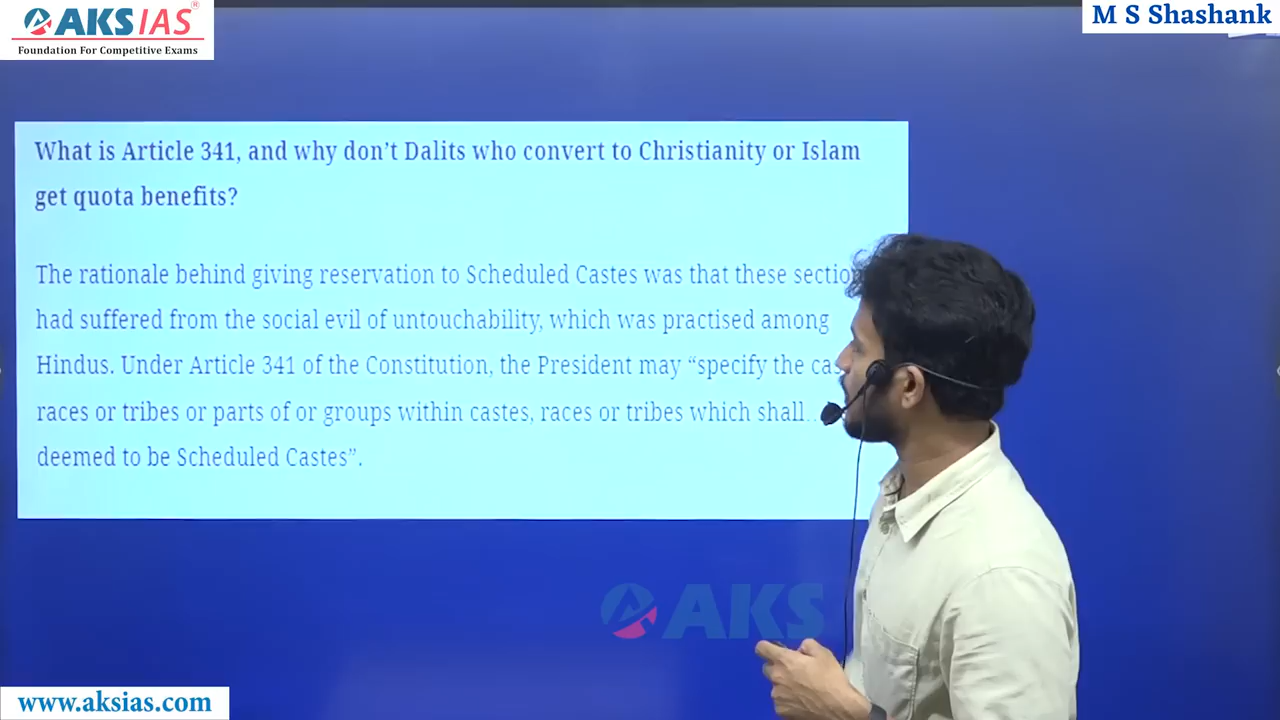 AKS IAS®
Foundation For Competitive Exams
M S Shashank
What is Article 341, and why don’t Dalits who convert to Christianity or Islam
get quota benefits?
The rationale behind giving reservation to Scheduled Castes was that these
had suffered from the social evil of untouchability, which was practised among
Hindus. Under Article 341 of the Constitution, the President may “specify the
races or tribes or parts of or groups within castes, races or tribes which shall…
deemed to be Scheduled Castes”.
AKS
www.aksias.com